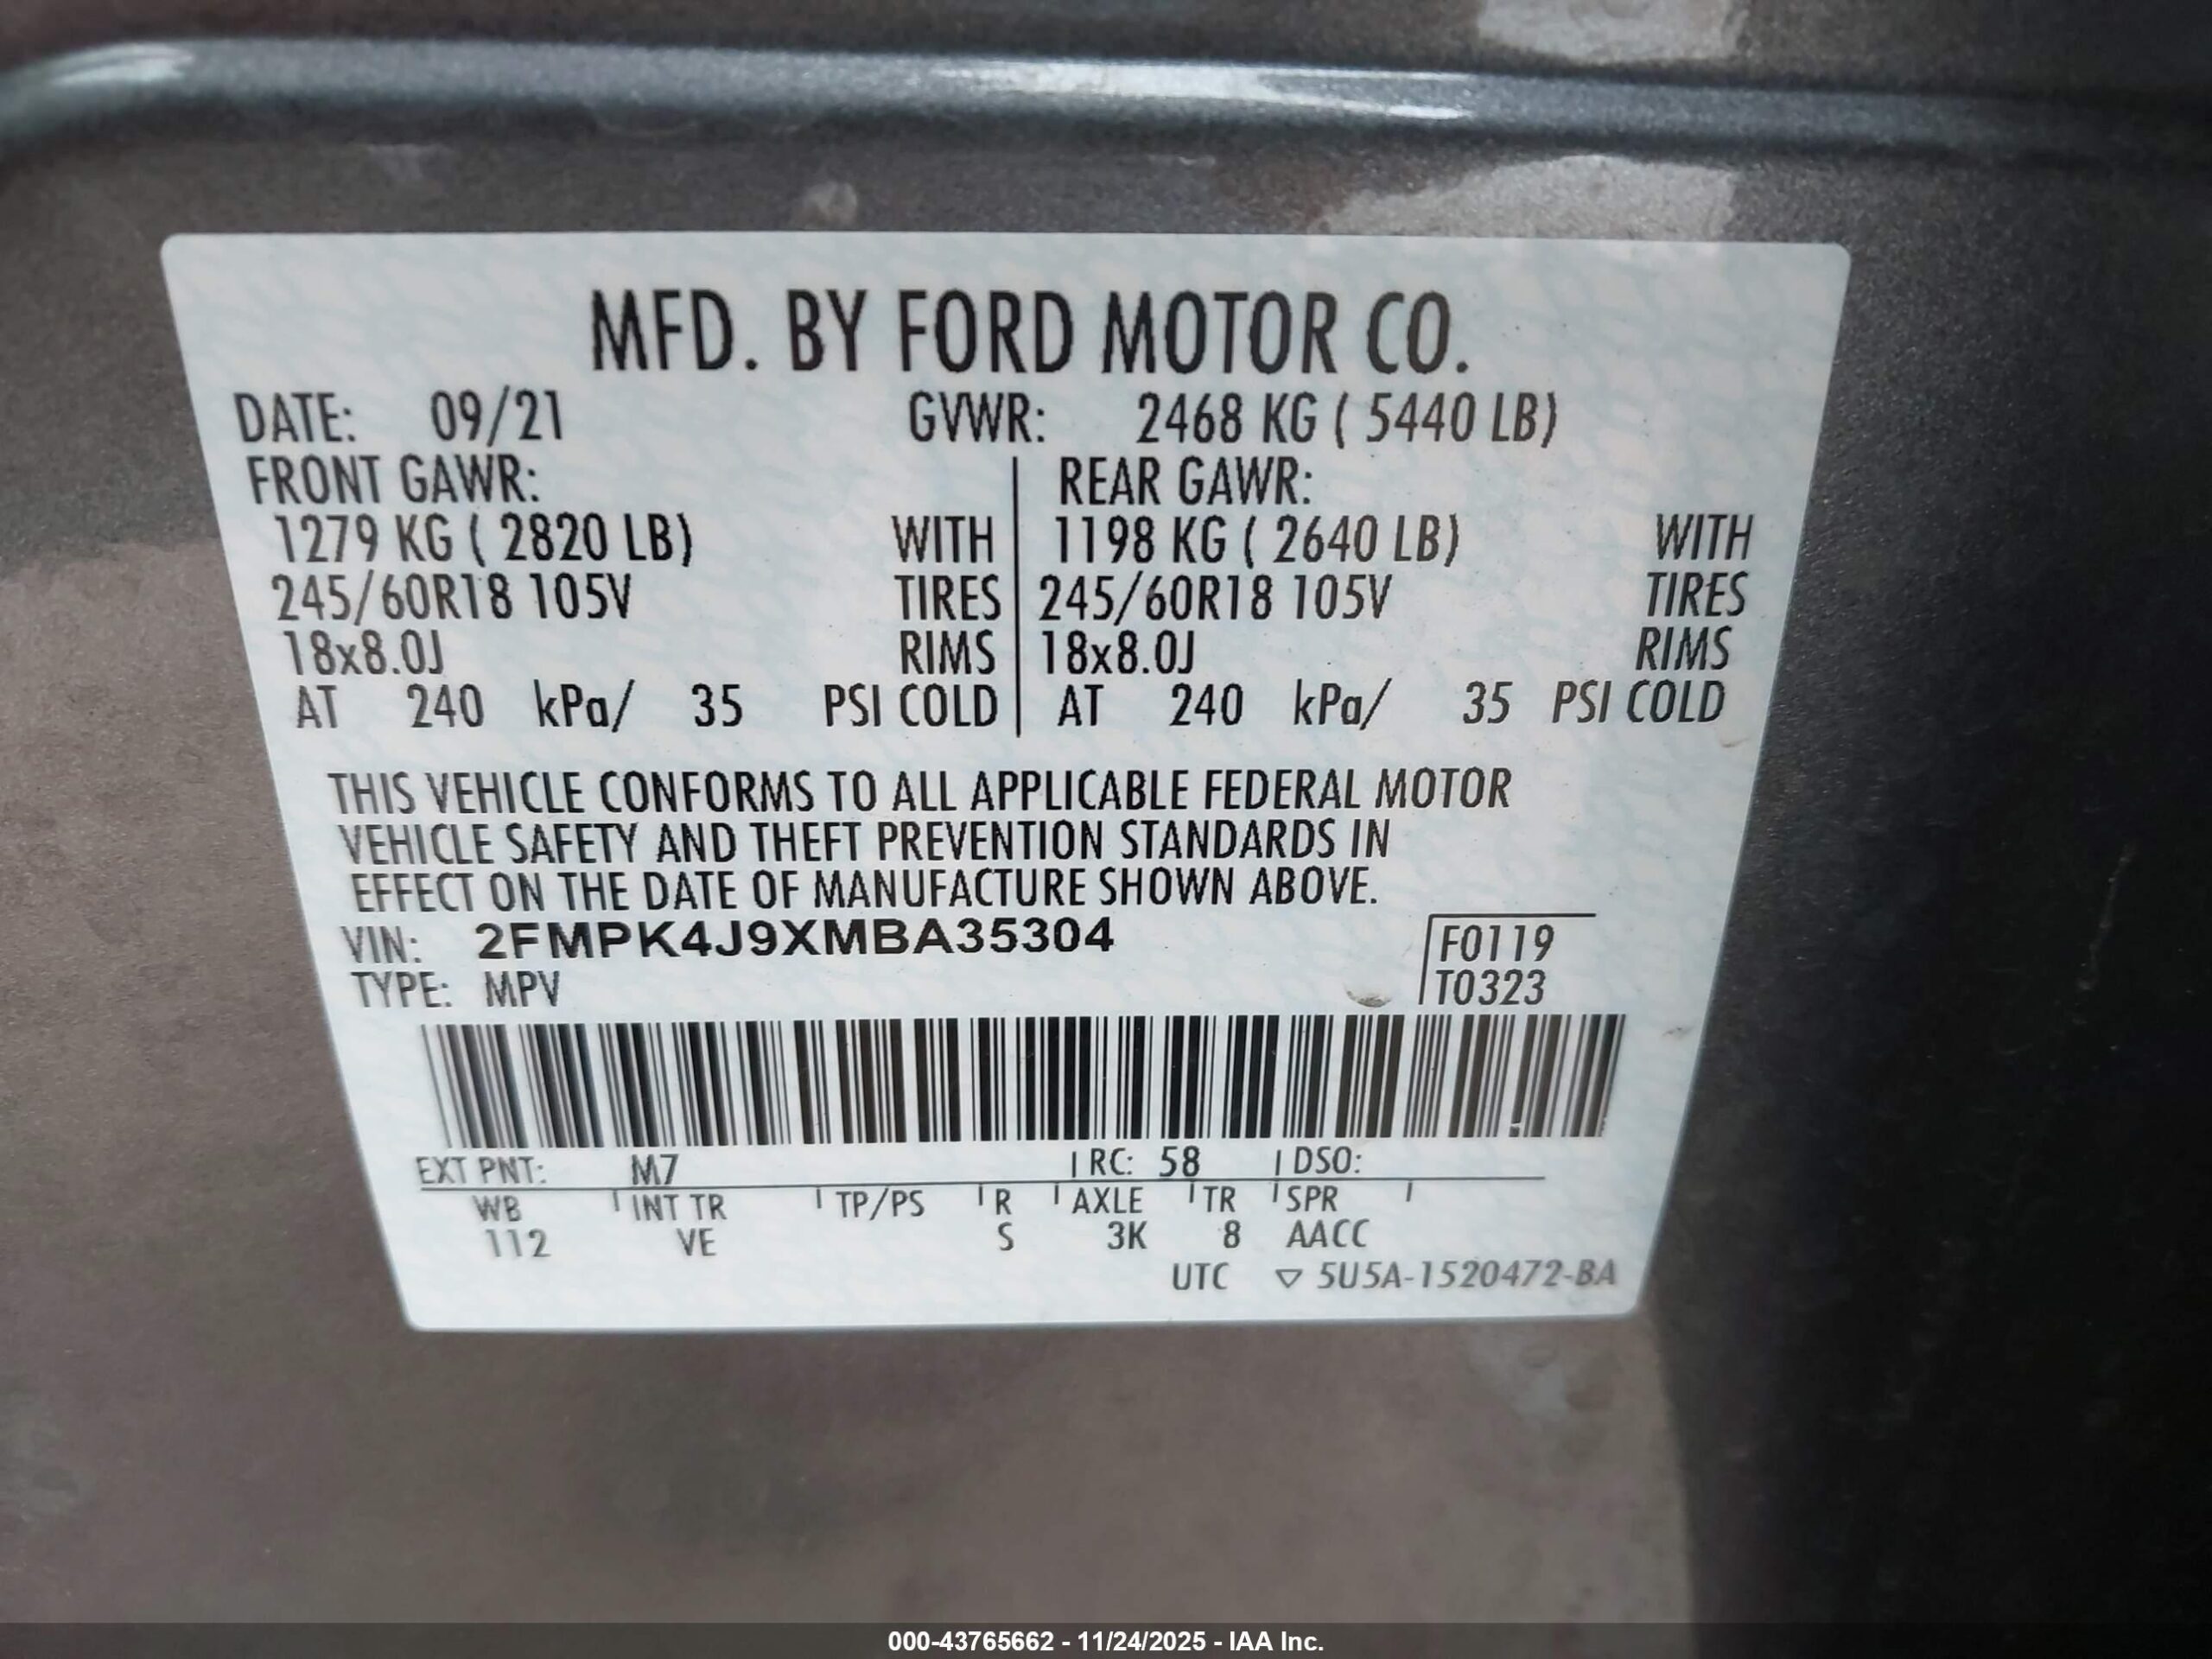 MFD. BY FORD MOTOR CO.
DATE: 09/21 GVWR: 2468 KG ( 5440 LB)
FRONT GAWR: REAR GAWR:
1279 KG ( 2820 LB) WITH 1198 KG ( 2640 LB) WITH
245/60R18 105V TIRES 245/60R18 105V TIRES
18x8.0J RIMS 18x8.0J RIMS
AT 240 kPa/ 35 PSI COLD AT 240 kPa/ 35 PSI COLD
THIS VEHICLE CONFORMS TO ALL APPLICABLE FEDERAL MOTOR
VEHICLE SAFETY AND THEFT PREVENTION STANDARDS IN
EFFECT ON THE DATE OF MANUFACTURE SHOWN ABOVE.
VIN: 2FMPK4J9XMBA35304 F0119
TYPE: MPV T0323
EXT PNT: M7 RC: 58 DSO:
WB INT TR TP/PS R AXLE TR SPR
112 VE S 3K 8 AACC
UTC ▽ 5U5A-1520472-BA
000-43765662 - 11/24/2025 - IAA Inc.